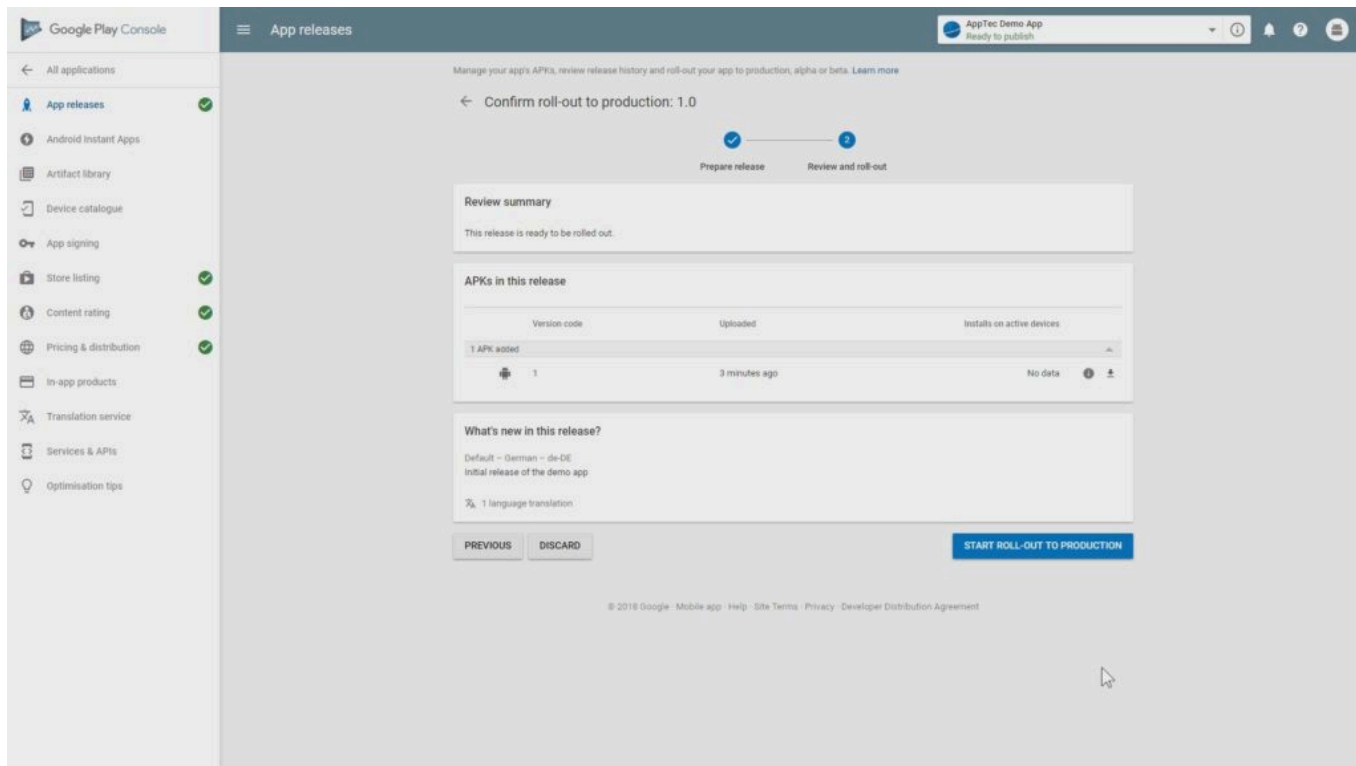 Google Play Console
App releases
AppTec Demo App
Ready to publish
All applications
App releases
Android Instant Apps
Artifact library
Device catalogue
App signing
Store listing
Content rating
Pricing & distribution
In-app products
Translation service
Services & APIs
Optimisation tips
Manage your app's APKs, review release history and roll-out your app to production, alpha or beta. Learn more
Confirm roll-out to production: 1.0
2
Prepare release Review and roll-out
Review summary
This release is ready to be rolled out.
APKs in this release
Version code Uploaded Installs on active devices
1 APK added
1 3 minutes ago No data
What's new in this release?
Default – German – de-DE
Initial release of the demo app
1 language translation
PREVIOUS DISCARD START ROLL-OUT TO PRODUCTION
© 2018 Google · Mobile app · Help · Site Terms · Privacy · Developer Distribution Agreement